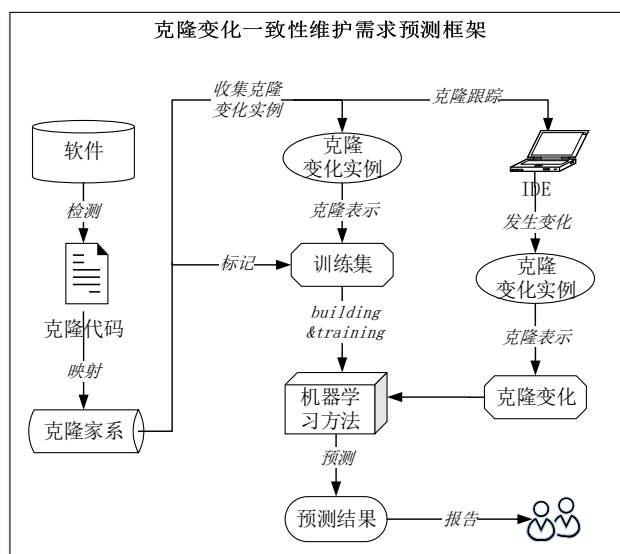 克隆变化一致性维护需求预测框架
收集克隆
变化实例
克隆跟踪
软件
克隆
变化实例
IDE
检测
克隆表示
发生变化
标记
训练集
克隆
变化实例
克隆代码
building
&training
克隆表示
映射
机器学
习方法
克隆变化
克隆家系
预测
预测结果
报告